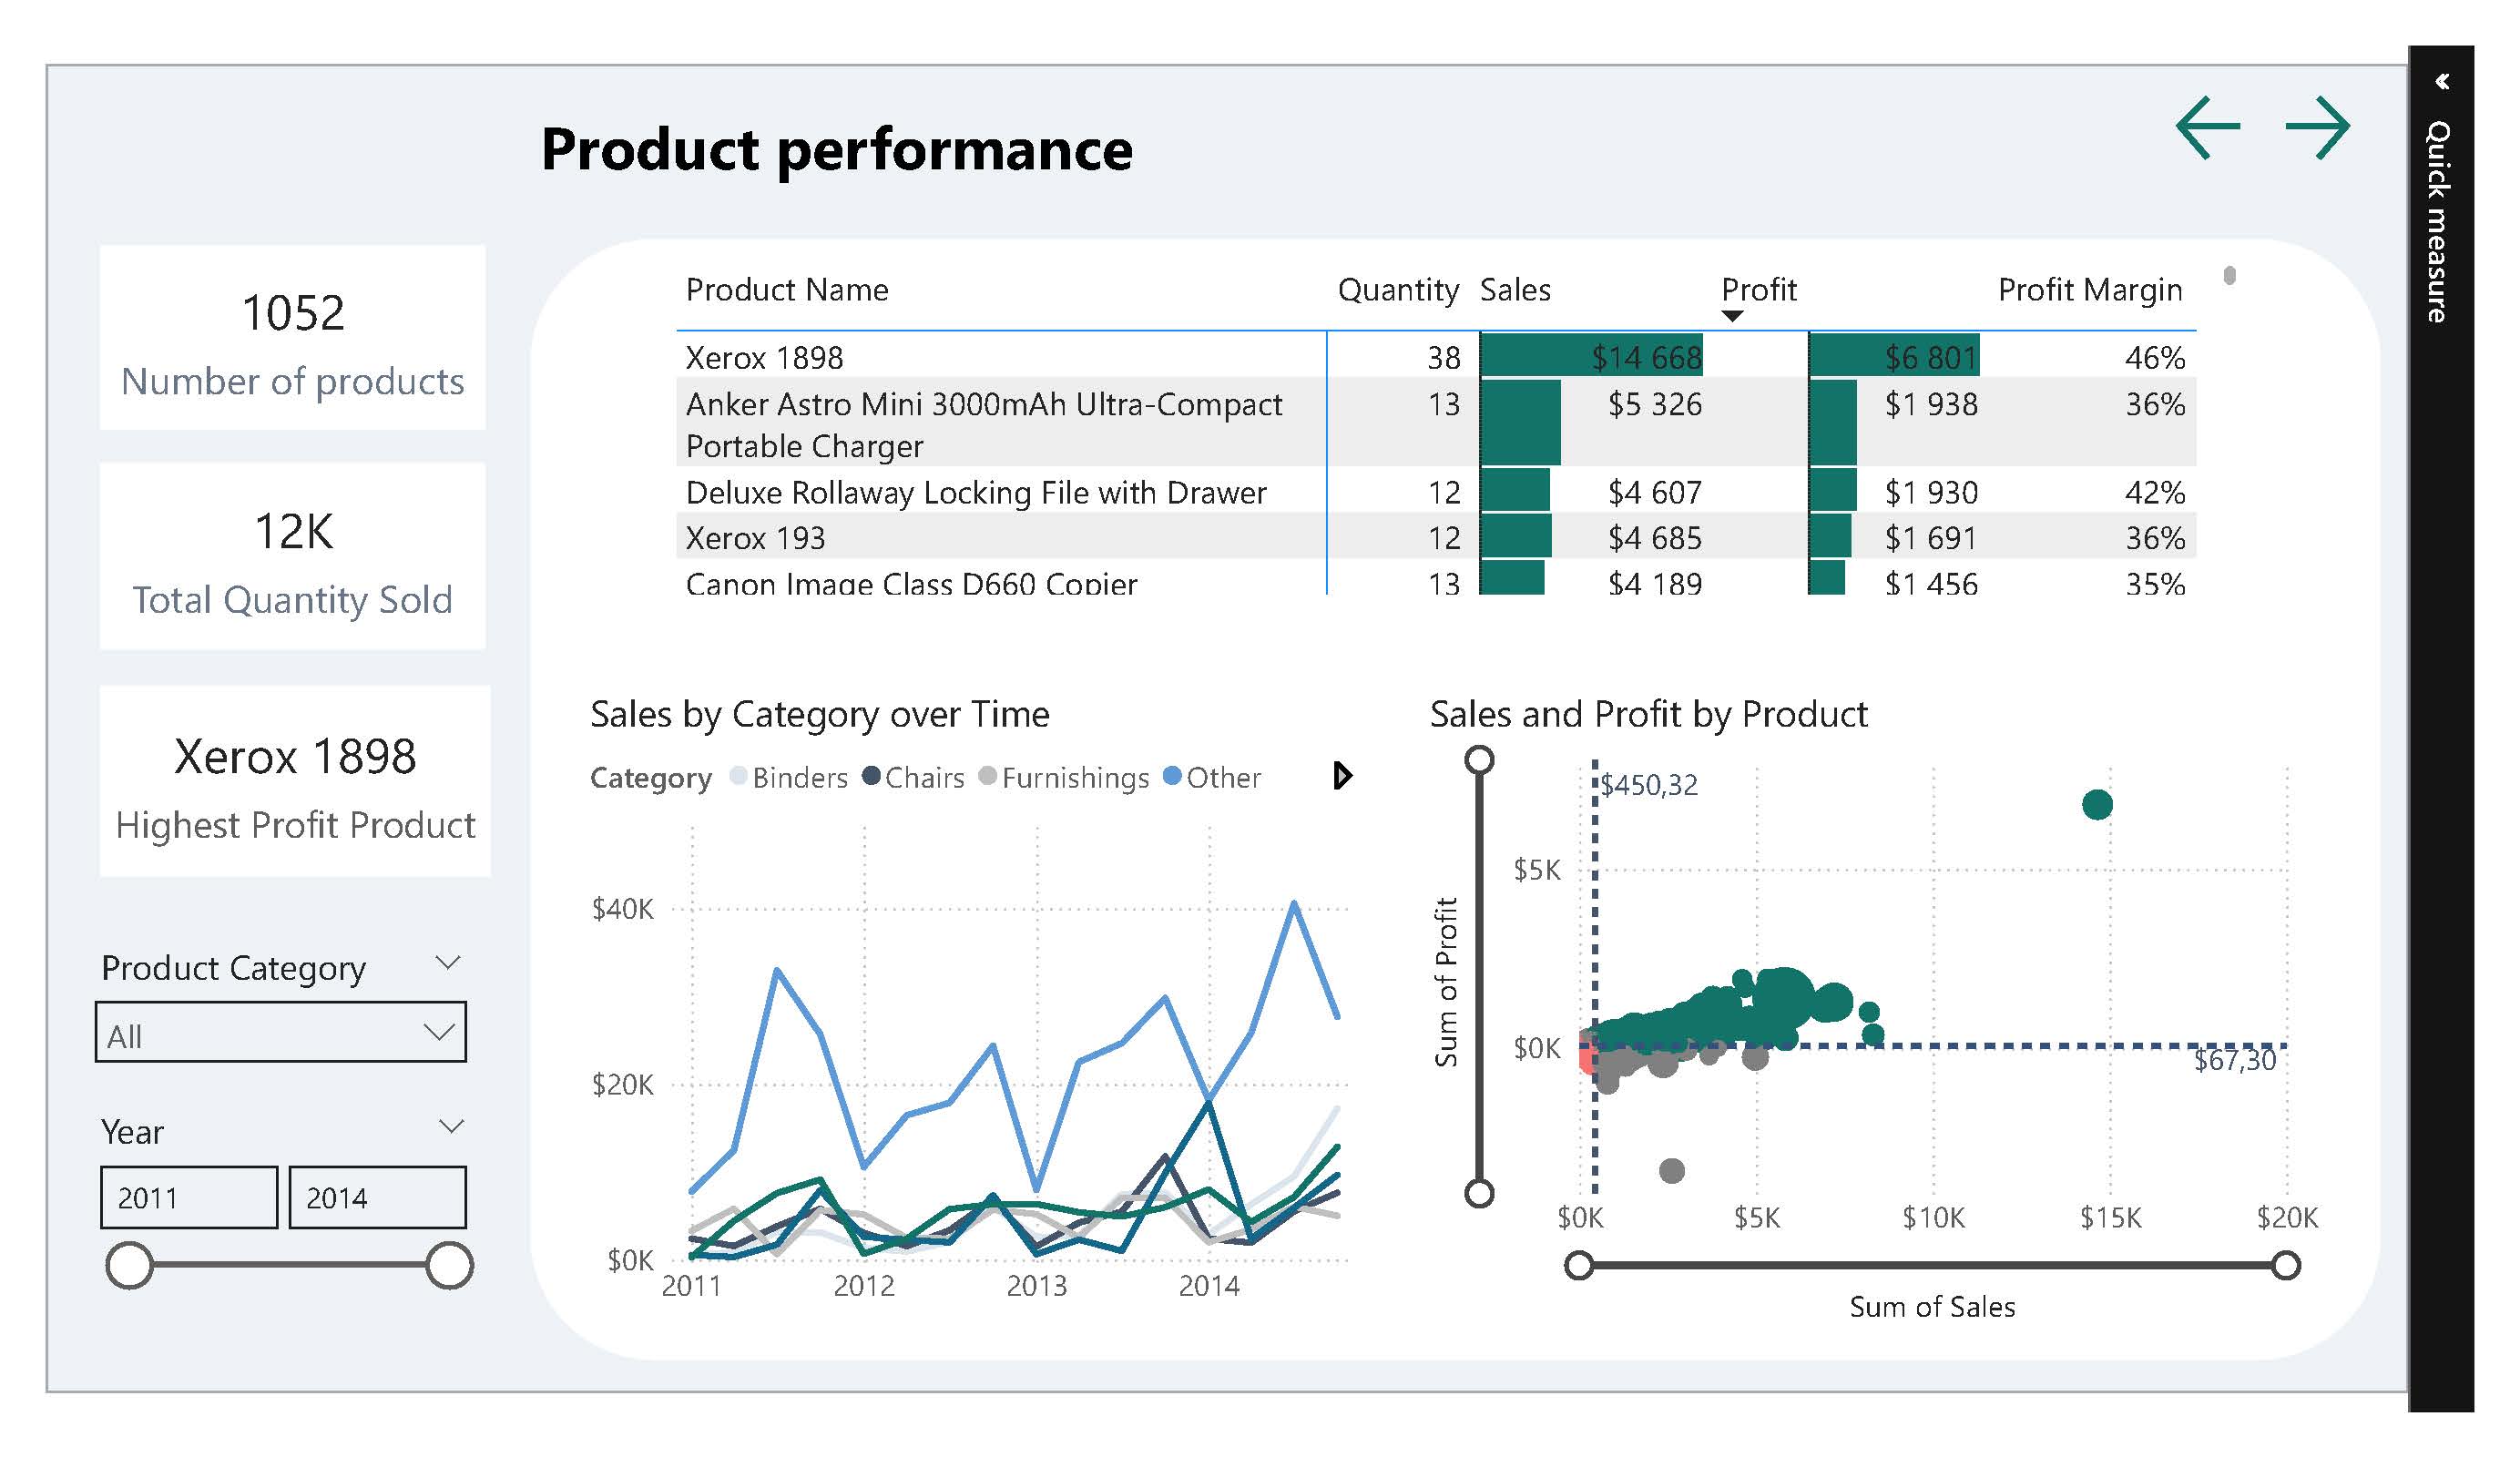 Product performance
« Quick measure
1052
Number of products
12K
Total Quantity Sold
Xerox 1898
Highest Profit Product
Product Category
All
Year
2011 2014
Product Name Quantity Sales Profit Profit Margin
Xerox 1898 38 $14 668 $6 801 46%
Anker Astro Mini 3000mAh Ultra-Compact 13 $5 326 $1 938 36%
Portable Charger
Deluxe Rollaway Locking File with Drawer 12 $4 607 $1 930 42%
Xerox 193 12 $4 685 $1 691 36%
Canon Image Class D660 Copier 13 $4 189 $1 456 35%
Sales by Category over Time
Category Binders Chairs Furnishings Other
$40K
$20K
$0K
2011 2012 2013 2014
Sales and Profit by Product
$450,32
$5K
Sum of Profit
$0K
$67,30
$0K $5K $10K $15K $20K
Sum of Sales